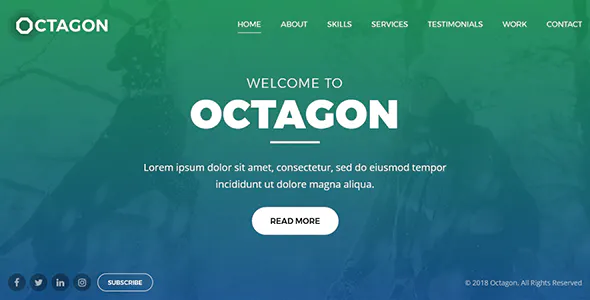 OCTAGON
HOME ABOUT SKILLS SERVICES TESTIMONIALS WORK CONTACT
WELCOME TO
OCTAGON
Lorem ipsum dolor sit amet, consectetur, sed do eiusmod tempor
incididunt ut dolore magna aliqua.
READ MORE
SUBSCRIBE
© 2018 Octagon, All Rights Reserved